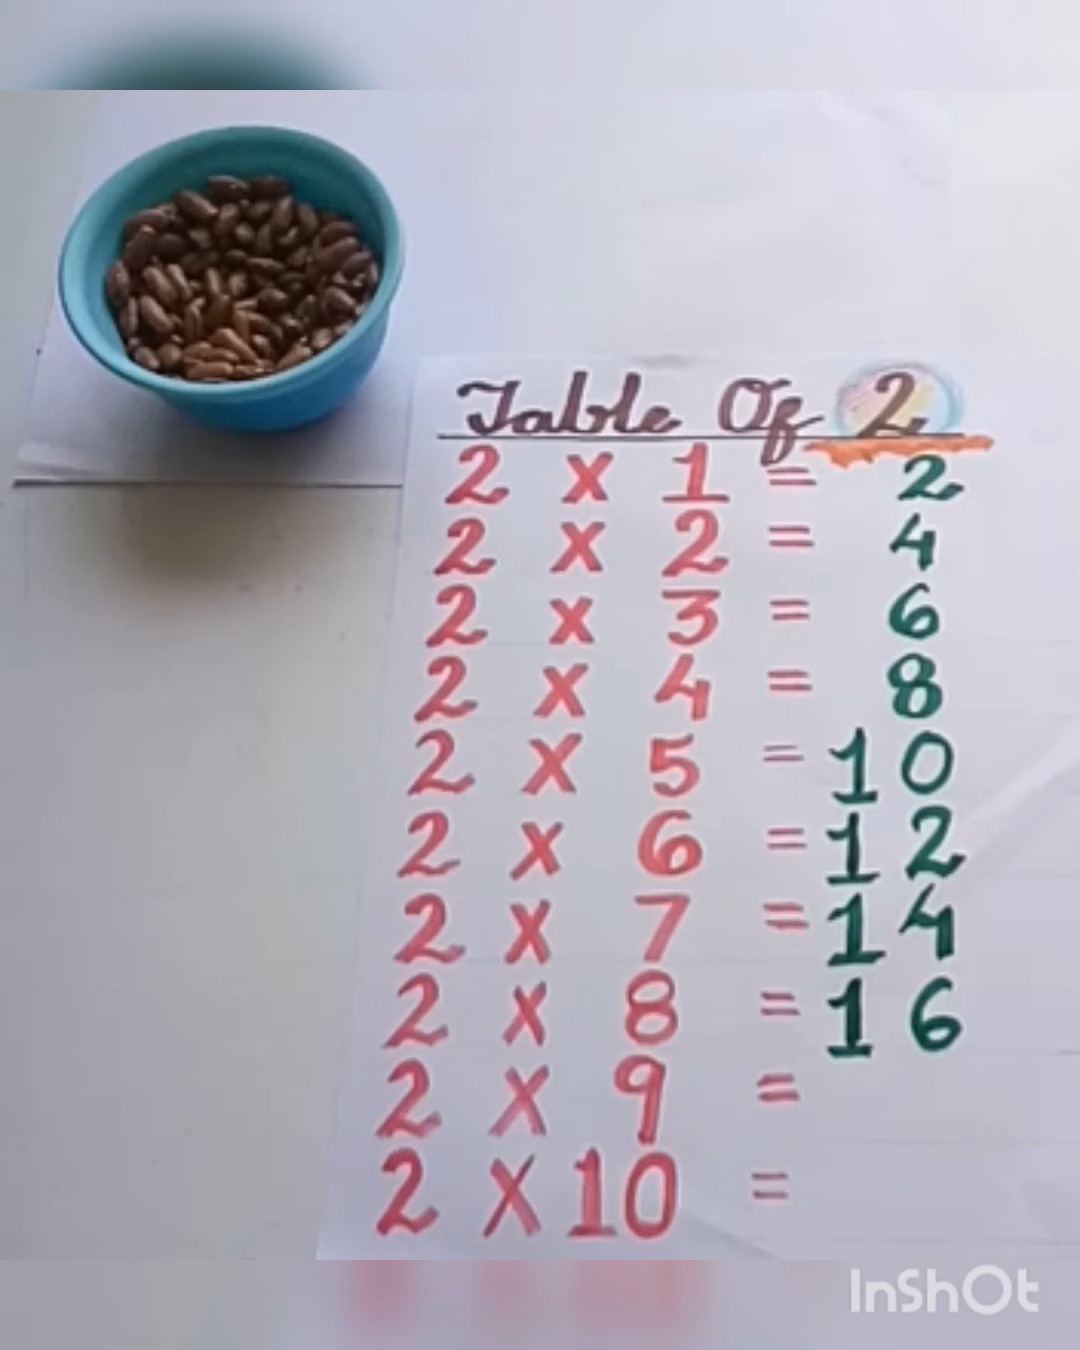 Table Of 2
2 x 1 = 2
2 x 2 = 4
2 x 3 = 6
2 x 4 = 8
2 x 5 = 10
2 x 6 = 12
2 x 7 = 14
2 x 8 = 16
2 x 9 =
2 x 10 =
InShOt